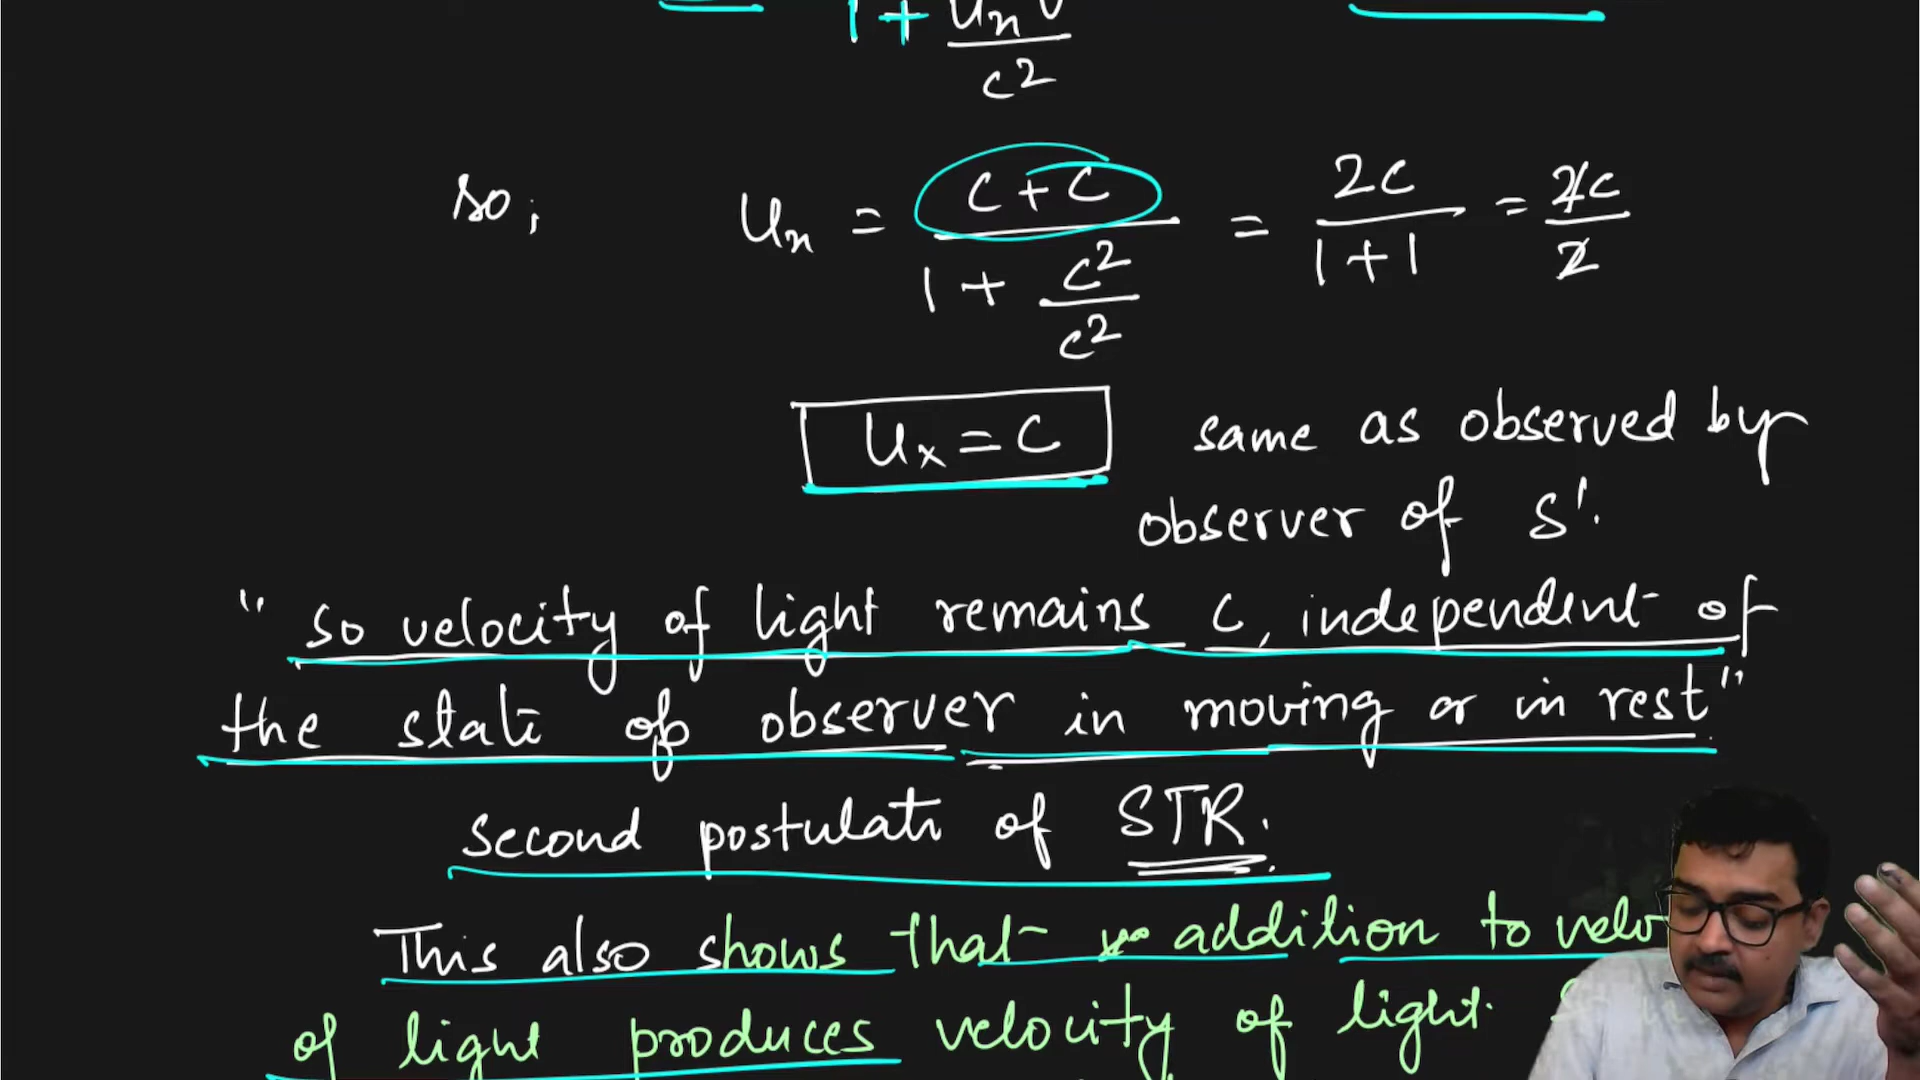 1 + uₓ v / c²
so, uₓ = (c + c) / (1 + c²/c²) = 2c / (1 + 1) = 2c / 2
uₓ = c same as observed by
observer of S'.
"so velocity of light remains c, independent of
the state of observer in moving or in rest"
second postulate of STR.
This also shows that addition to velo
of light produces velocity of light.